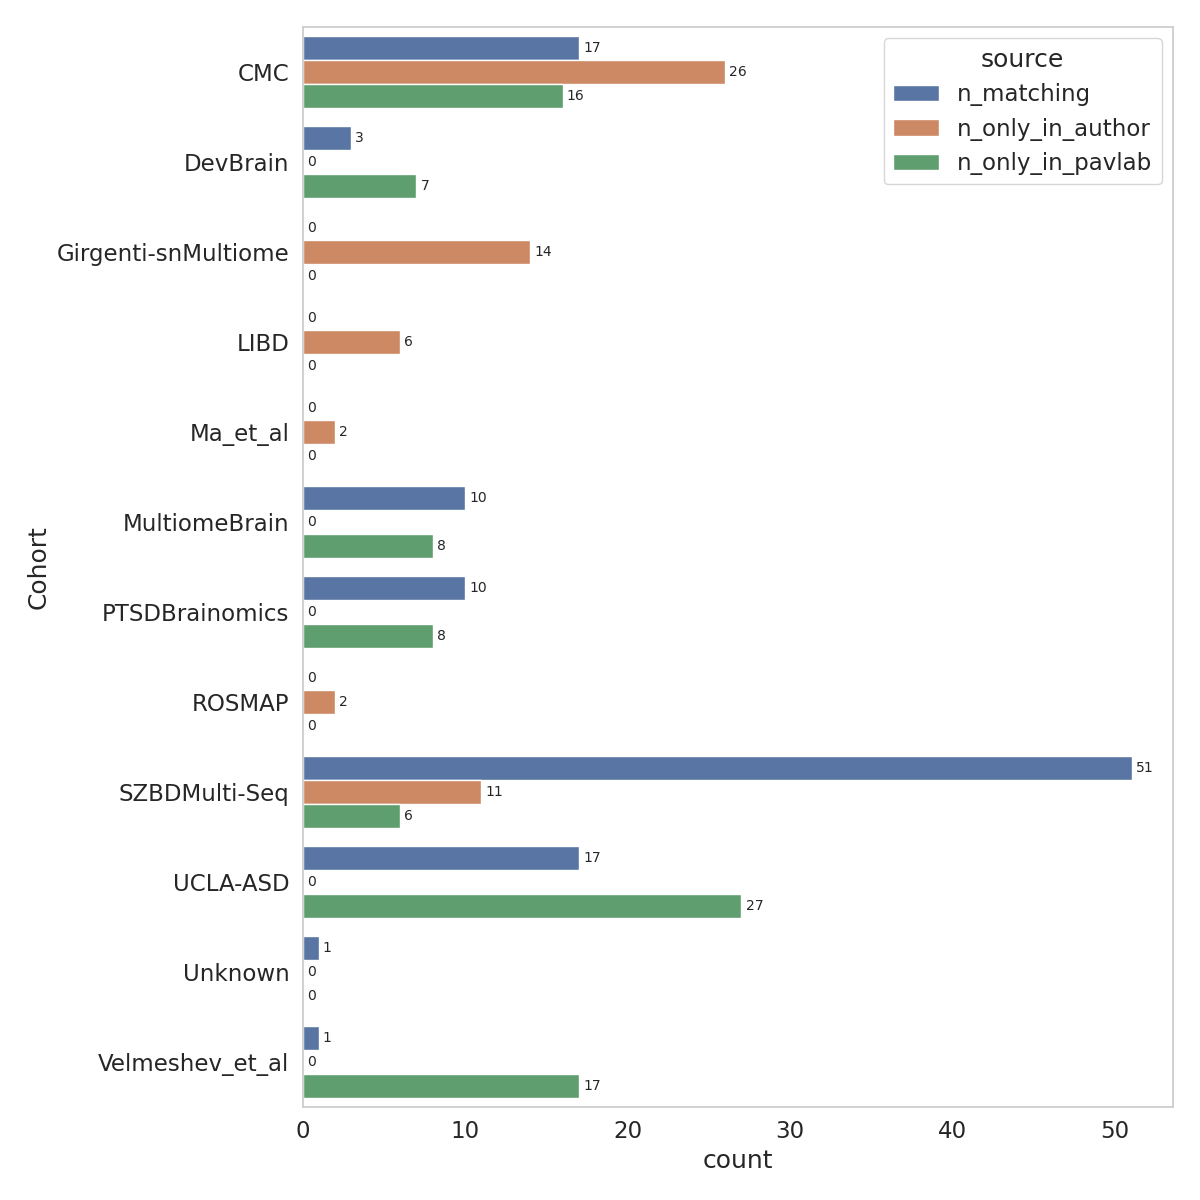 source
n_matching
n_only_in_author
n_only_in_pavlab
Cohort
CMC
17
26
16
DevBrain
3
0
7
Girgenti-snMultiome
0
14
0
LIBD
0
6
0
Ma_et_al
0
2
0
MultiomeBrain
10
0
8
PTSDBrainomics
10
0
8
ROSMAP
0
2
0
SZBDMulti-Seq
51
11
6
UCLA-ASD
17
0
27
Unknown
1
0
0
Velmeshev_et_al
1
0
17
0 10 20 30 40 50
count